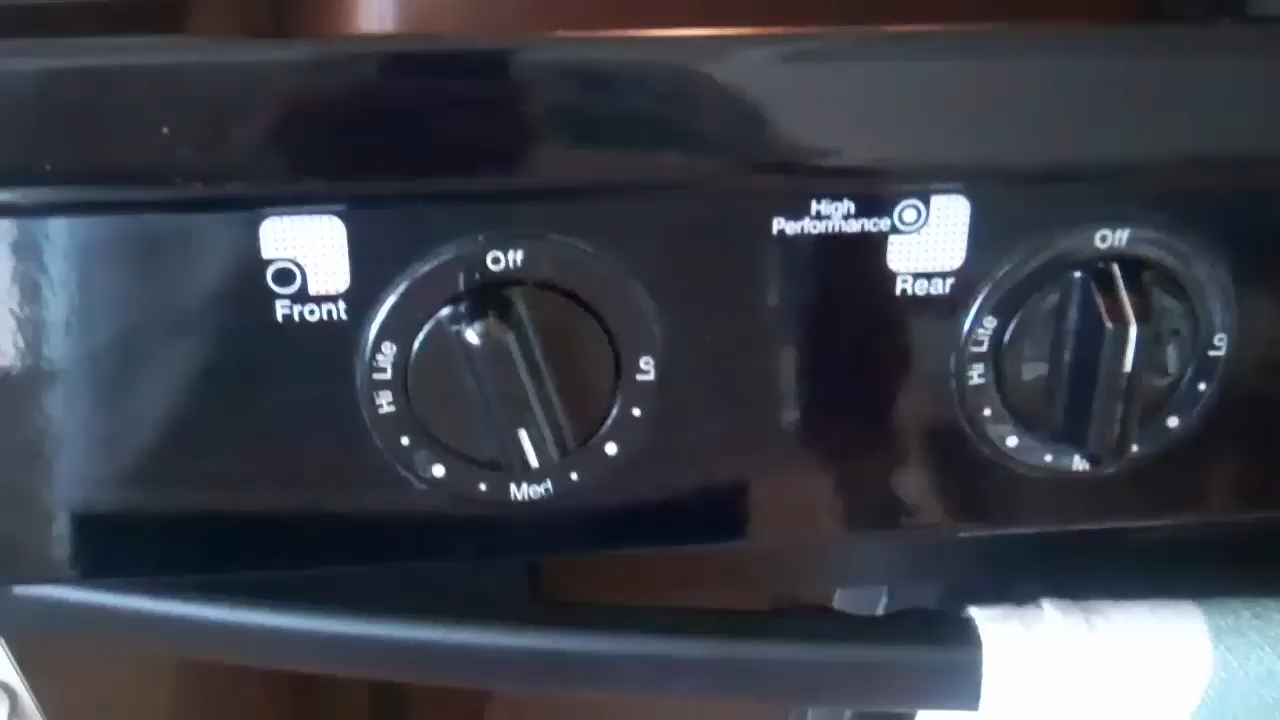 Front
Off
Hi Lite
Med
Lo
High
Performance
Rear
Off
Hi Lite
Lo